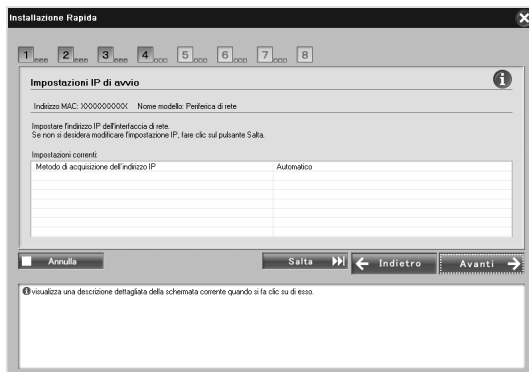 Installazione Rapida
1 2 3 4 5 6 7 8
Impostazioni IP di avvio
Indirizzo MAC: XXXXXXXXXX Nome modello: Periferica di rete
Impostare l'indirizzo IP dell'interfaccia di rete.
Se non si desidera modificare l'impostazione IP, fare clic sul pulsante Salta.
Impostazioni correnti:
Metodo di acquisizione dell'indirizzo IP Automatico
Annulla Salta Indietro Avanti
visualizza una descrizione dettagliata della schermata corrente quando si fa clic su di esso.